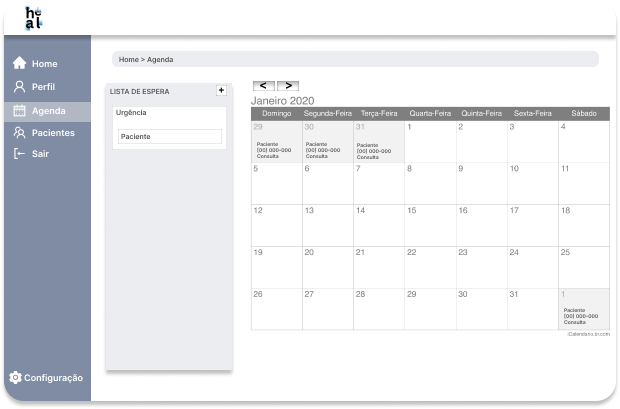 he
al
Home
Perfil
Agenda
Pacientes
Sair
Configuração
Home > Agenda
LISTA DE ESPERA +
Urgência
Paciente
< >
Janeiro 2020
Domingo Segunda-Feira Terça-Feira Quarta-Feira Quinta-Feira Sexta-Feira Sábado
29 30 31 1 2 3 4
Paciente Paciente Paciente
(00) 000-000 (00) 000-000 (00) 000-000
Consulta Consulta Consulta
5 6 7 8 9 10 11
12 13 14 15 16 17 18
19 20 21 22 23 24 25
26 27 28 29 30 31 1
Paciente
(00) 000-000
Consulta
iCalendario.br.com